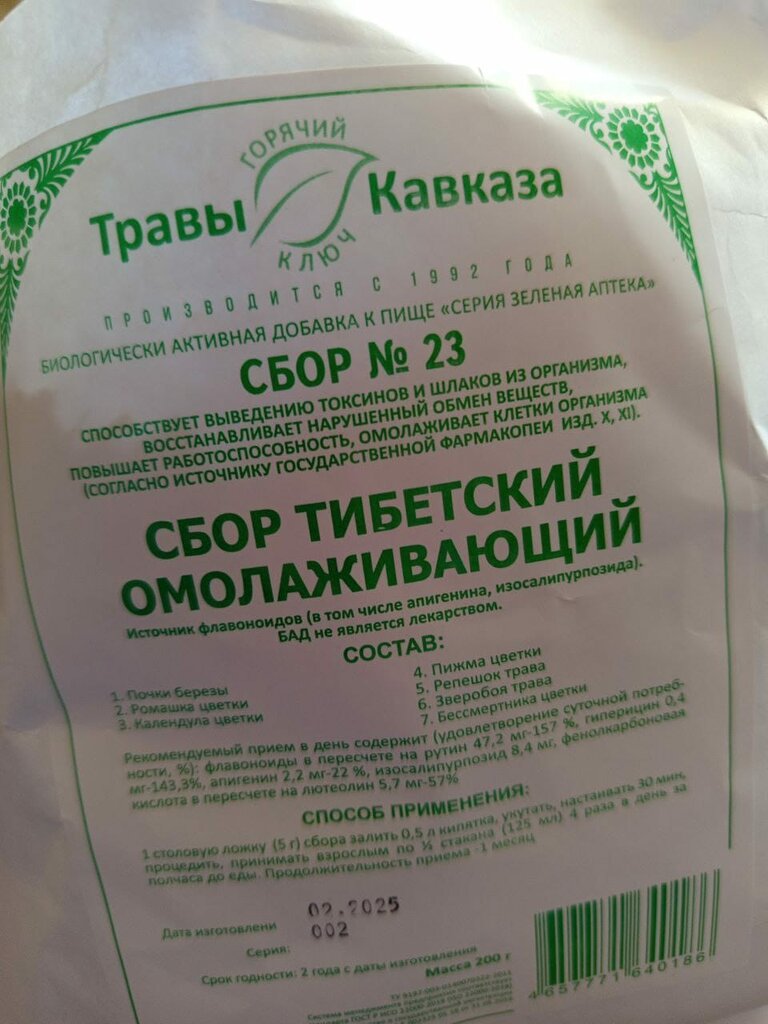 ГОРЯЧИЙ
Травы Кавказа
КЛЮЧ
ПРОИЗВОДИТСЯ С 1992 ГОДА
БИОЛОГИЧЕСКИ АКТИВНАЯ ДОБАВКА К ПИЩЕ «СЕРИЯ ЗЕЛЕНАЯ АПТЕКА»
СБОР № 23
СПОСОБСТВУЕТ ВЫВЕДЕНИЮ ТОКСИНОВ И ШЛАКОВ ИЗ ОРГАНИЗМА,
ВОССТАНАВЛИВАЕТ НАРУШЕННЫЙ ОБМЕН ВЕЩЕСТВ,
ПОВЫШАЕТ РАБОТОСПОСОБНОСТЬ, ОМОЛАЖИВАЕТ КЛЕТКИ ОРГАНИЗМА
(СОГЛАСНО ИСТОЧНИКУ ГОСУДАРСТВЕННОЙ ФАРМАКОПЕИ ИЗД. X, XI).
СБОР ТИБЕТСКИЙ
ОМОЛАЖИВАЮЩИЙ
Источник флавоноидов (в том числе апигенина, изосалипурпозида).
БАД не является лекарством.
СОСТАВ:
1. Почки березы
2. Ромашка цветки
3. Календула цветки
4. Пижма цветки
5. Репешок трава
6. Зверобоя трава
7. Бессмертника цветки
Рекомендуемый прием в день содержит (удовлетворение суточной потреб-
ности, %): флавоноиды в пересчете на рутин 47,2 мг-157 %, гиперицин 0,4
мг-143,3%, апигенин 2,2 мг-22 %, изосалипурпозид 8,4 мг, фенолкарбоновая
кислота в пересчете на лютеолин 5,7 мг-57%
СПОСОБ ПРИМЕНЕНИЯ:
1 столовую ложку (5 г) сбора залить 0,5 л кипятка, укутать, настаивать 30 мин,
процедить, принимать взрослым по ½ стакана (125 мл) 4 раза в день за
полчаса до еды. Продолжительность приема -1 месяц
Дата изготовлени 02.2025
Серия: 002
Срок годности: 2 года с даты изготовления
Масса 200 г
4 657771 640186